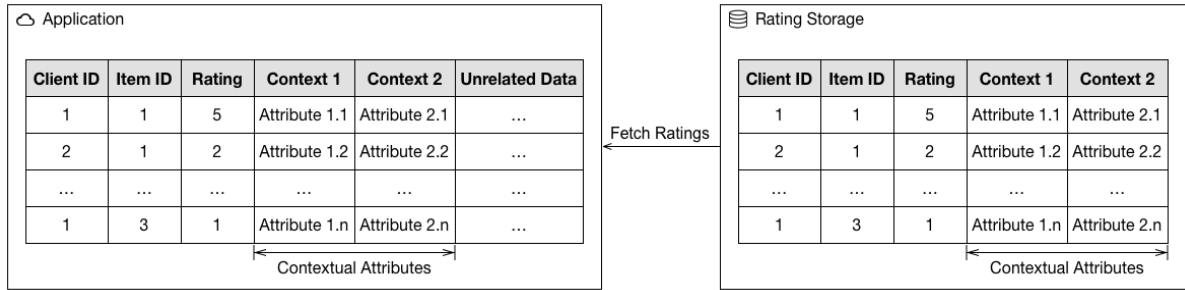 Application
Client ID Item ID Rating Context 1 Context 2 Unrelated Data
1 1 5 Attribute 1.1 Attribute 2.1 ...
2 1 2 Attribute 1.2 Attribute 2.2 ...
... ... ... ... ... ...
1 3 1 Attribute 1.n Attribute 2.n ...
Contextual Attributes
Fetch Ratings
Rating Storage
Client ID Item ID Rating Context 1 Context 2
1 1 5 Attribute 1.1 Attribute 2.1
2 1 2 Attribute 1.2 Attribute 2.2
... ... ... ... ...
1 3 1 Attribute 1.n Attribute 2.n
Contextual Attributes